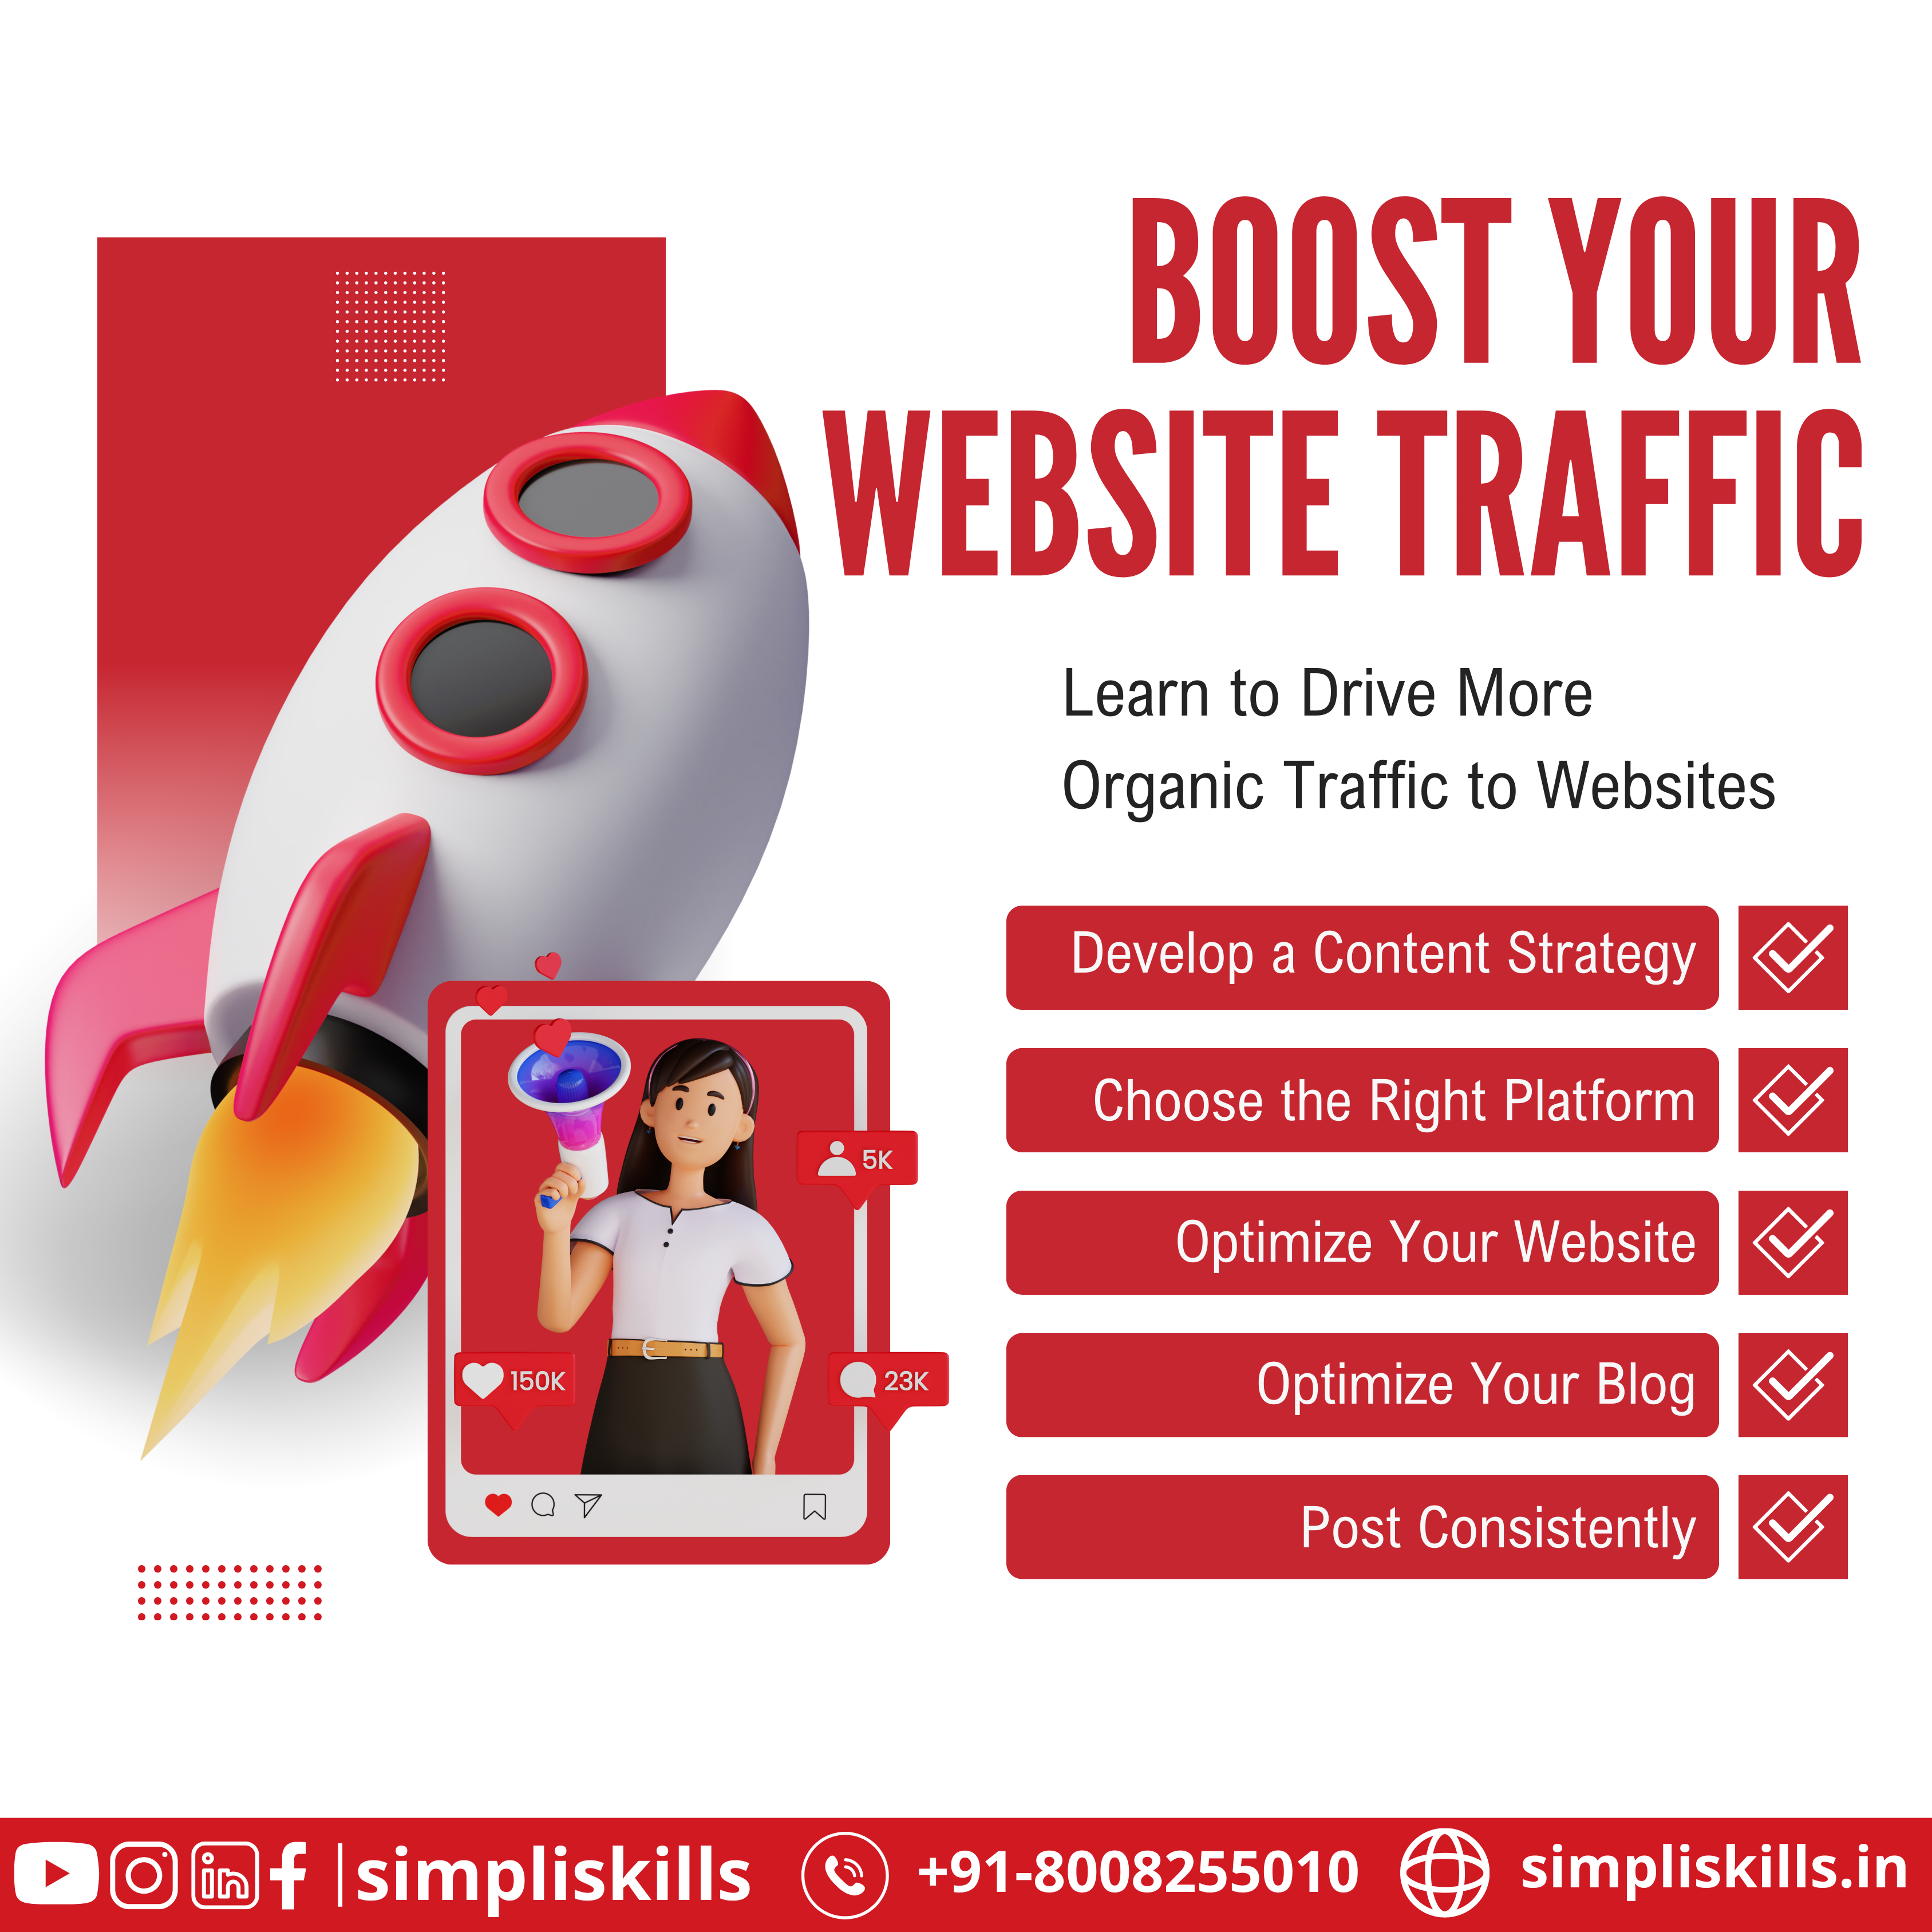 BOOST YOUR
WEBSITE TRAFFIC
Learn to Drive More
Organic Traffic to Websites
Develop a Content Strategy
Choose the Right Platform
Optimize Your Website
Optimize Your Blog
Post Consistently
5K
150K
23K
in f |simpliskills +91-8008255010 simpliskills.in